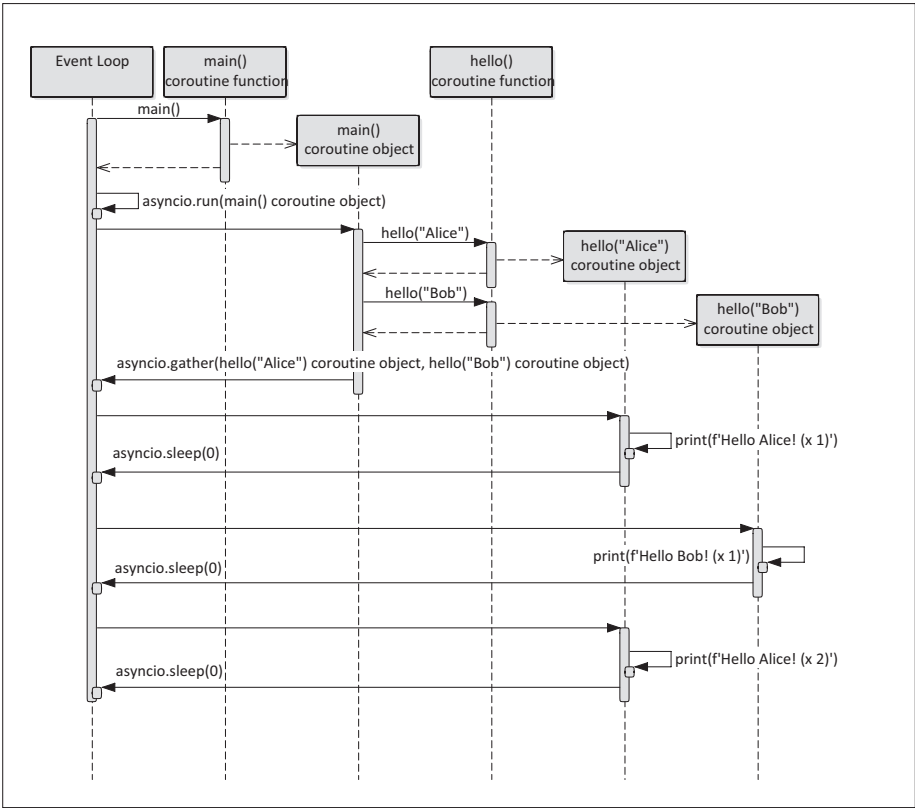 Event Loop
main()
coroutine function
hello()
coroutine function
main()
main()
coroutine object
asyncio.run(main() coroutine object)
hello("Alice")
hello("Alice")
coroutine object
hello("Bob")
hello("Bob")
coroutine object
asyncio.gather(hello("Alice") coroutine object, hello("Bob") coroutine object)
print(f'Hello Alice! (x 1)')
asyncio.sleep(0)
print(f'Hello Bob! (x 1)')
asyncio.sleep(0)
print(f'Hello Alice! (x 2)')
asyncio.sleep(0)